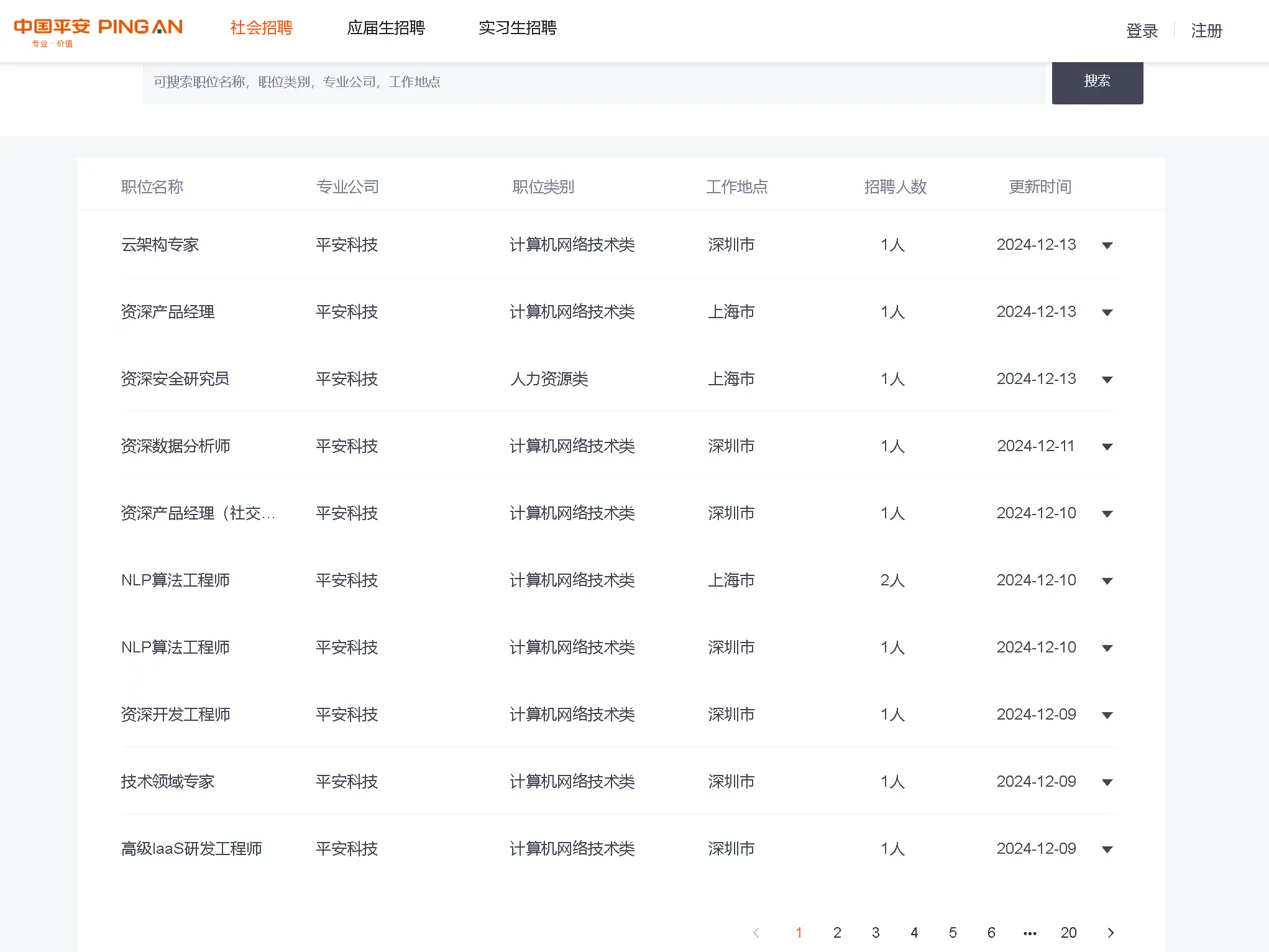 中国平安 PING AN 社会招聘 应届生招聘 实习生招聘 登录 注册
专业·价值
可搜索职位名称，职位类别，专业公司，工作地点 搜索
职位名称 专业公司 职位类别 工作地点 招聘人数 更新时间
云架构专家 平安科技 计算机网络技术类 深圳市 1人 2024-12-13
资深产品经理 平安科技 计算机网络技术类 上海市 1人 2024-12-13
资深安全研究员 平安科技 人力资源类 上海市 1人 2024-12-13
资深数据分析师 平安科技 计算机网络技术类 深圳市 1人 2024-12-11
资深产品经理（社交... 平安科技 计算机网络技术类 深圳市 1人 2024-12-10
NLP算法工程师 平安科技 计算机网络技术类 上海市 2人 2024-12-10
NLP算法工程师 平安科技 计算机网络技术类 深圳市 1人 2024-12-10
资深开发工程师 平安科技 计算机网络技术类 深圳市 1人 2024-12-09
技术领域专家 平安科技 计算机网络技术类 深圳市 1人 2024-12-09
高级IaaS研发工程师 平安科技 计算机网络技术类 深圳市 1人 2024-12-09
< 1 2 3 4 5 6 ••• 20 >